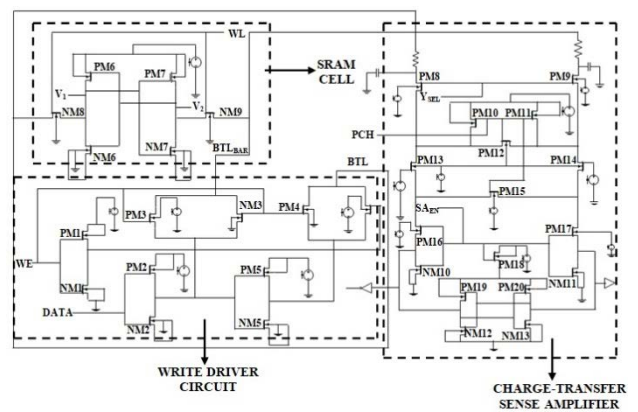 WL
PM6
PM7
SRAM
CELL
PM8
PM9
V1
V2
YSEL
NM8
NM9
PM10
PM11
PCH
NM6
NM7
BTLBAR
PM12
BTL
PM13
PM14
NM3
PM4
PM3
PM15
PM1
SAEN
PM17
WE
PM16
PM2
PM5
PM18
NM1
NM10
NM11
PM19
PM20
DATA
NM2
NM5
NM12
NM13
WRITE DRIVER
CIRCUIT
CHARGE-TRANSFER
SENSE AMPLIFIER